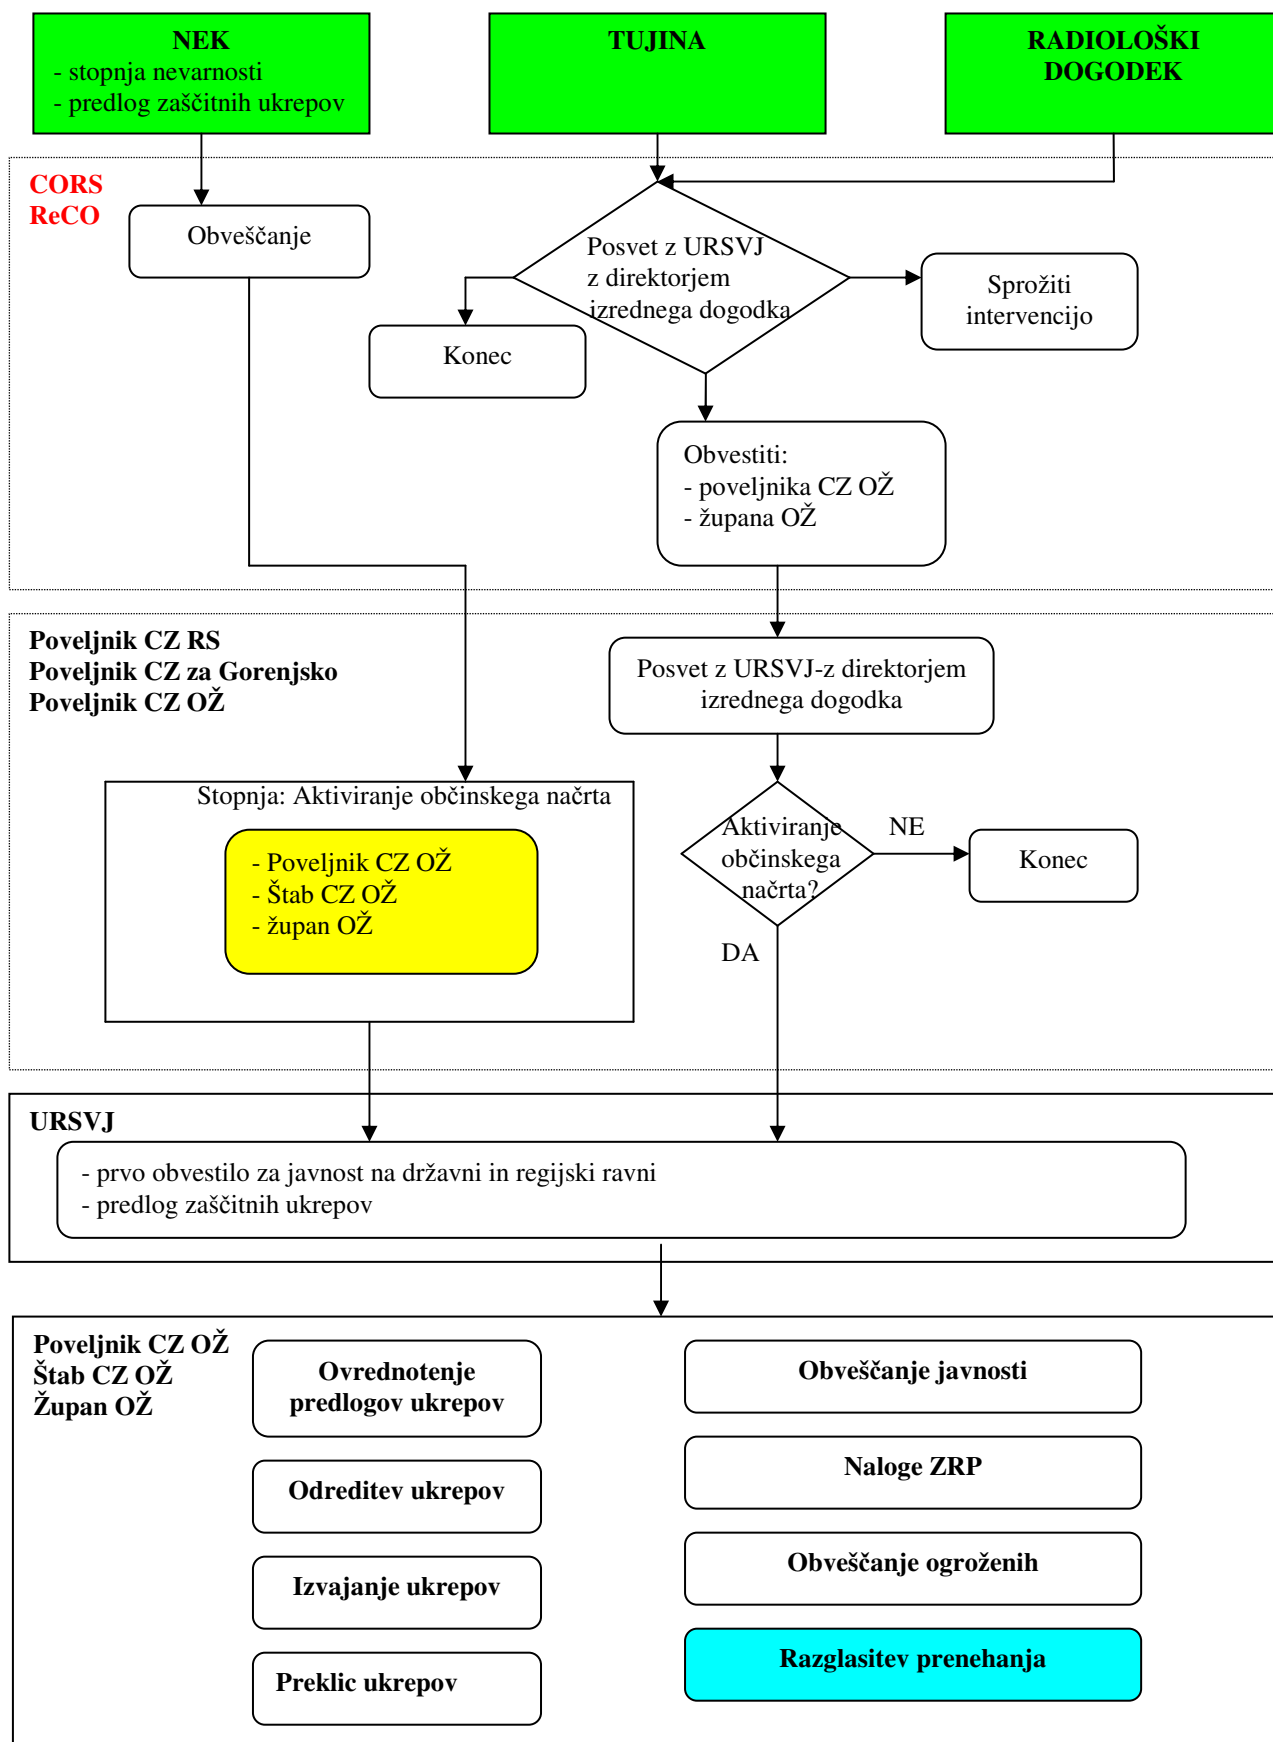 NEK
- stopnja nevarnosti
- predlog zaščitnih ukrepov
TUJINA
RADIOLOŠKI
DOGODEK
CORS
ReCO
Obveščanje
Posvet z URSVJ
z direktorjem
izrednega dogodka
Sprožiti
intervencijo
Konec
Obvestiti:
- poveljnika CZ OŽ
- župana OŽ
Poveljnik CZ RS
Poveljnik CZ za Gorenjsko
Poveljnik CZ OŽ
Posvet z URSVJ-z direktorjem
izrednega dogodka
Stopnja: Aktiviranje občinskega načrta
- Poveljnik CZ OŽ
- Štab CZ OŽ
- župan OŽ
Aktiviranje
občinskega
načrta?
NE
Konec
DA
URSVJ
- prvo obvestilo za javnost na državni in regijski ravni
- predlog zaščitnih ukrepov
Poveljnik CZ OŽ
Štab CZ OŽ
Župan OŽ
Ovrednotenje
predlogov ukrepov
Odreditev ukrepov
Izvajanje ukrepov
Preklic ukrepov
Obveščanje javnosti
Naloge ZRP
Obveščanje ogroženih
Razglasitev prenehanja